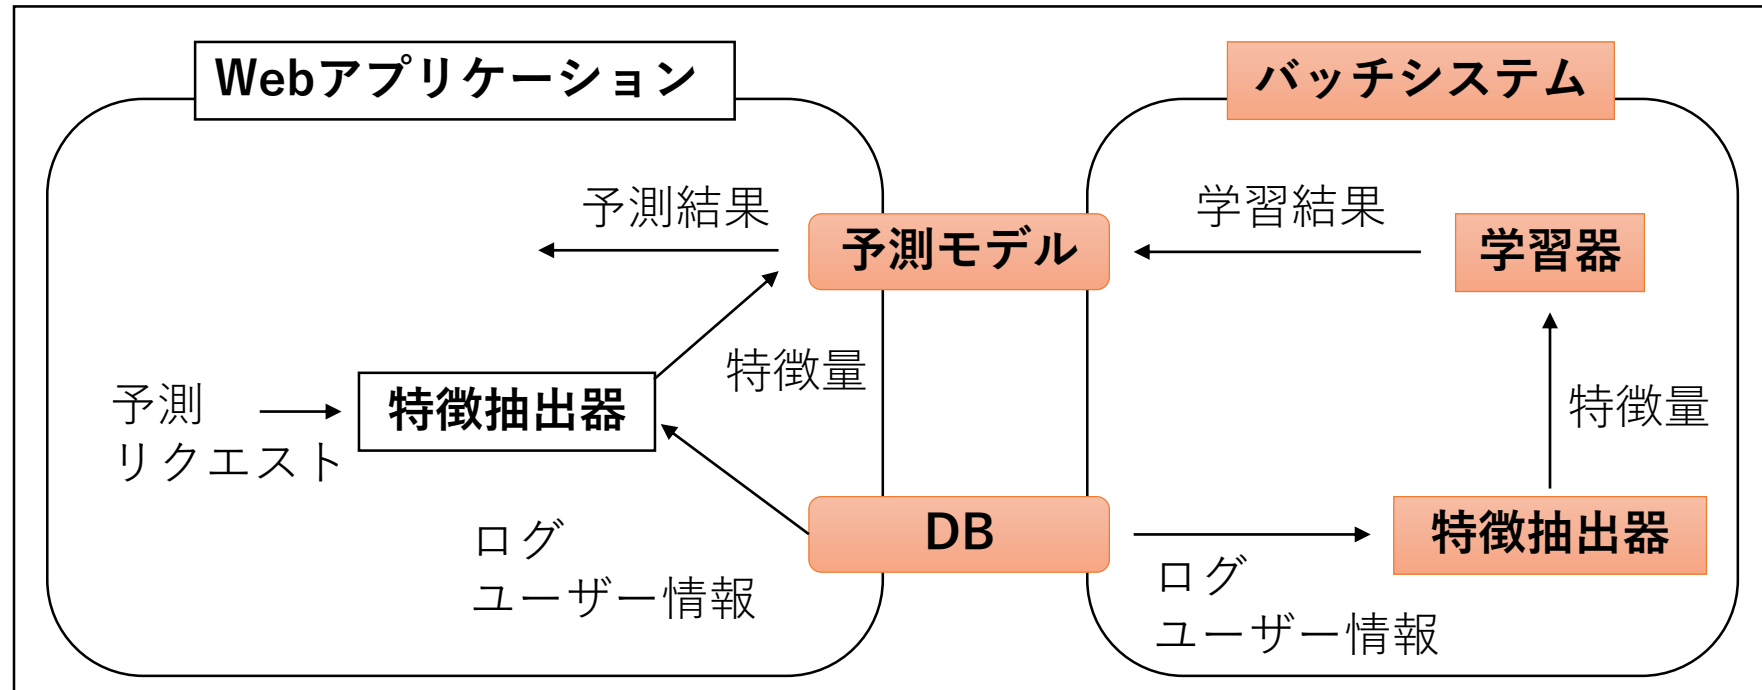 Webアプリケーション
バッチシステム
予測結果
学習結果
予測モデル
学習器
特徴量
予測
リクエスト
特徴抽出器
特徴量
ログ
ユーザー情報
DB
ログ
ユーザー情報
特徴抽出器